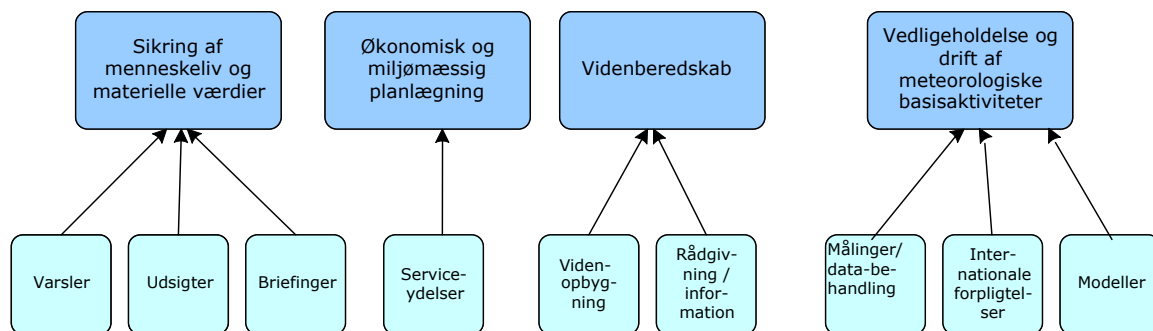 Sikring af
menneskeliv og
materielle værdier
Økonomisk og
miljømæssig
planlægning
Videnberedskab
Vedligeholdelse og
drift af
meteorologiske
basisaktiviteter
Varsler
Udsigter
Briefinger
Service-
ydelser
Viden-
opbyg-
ning
Rådgiv-
ning /
infor-
mation
Målinger/
data-be-
handling
Inter-
nationale
forpligtel-
ser
Modeller